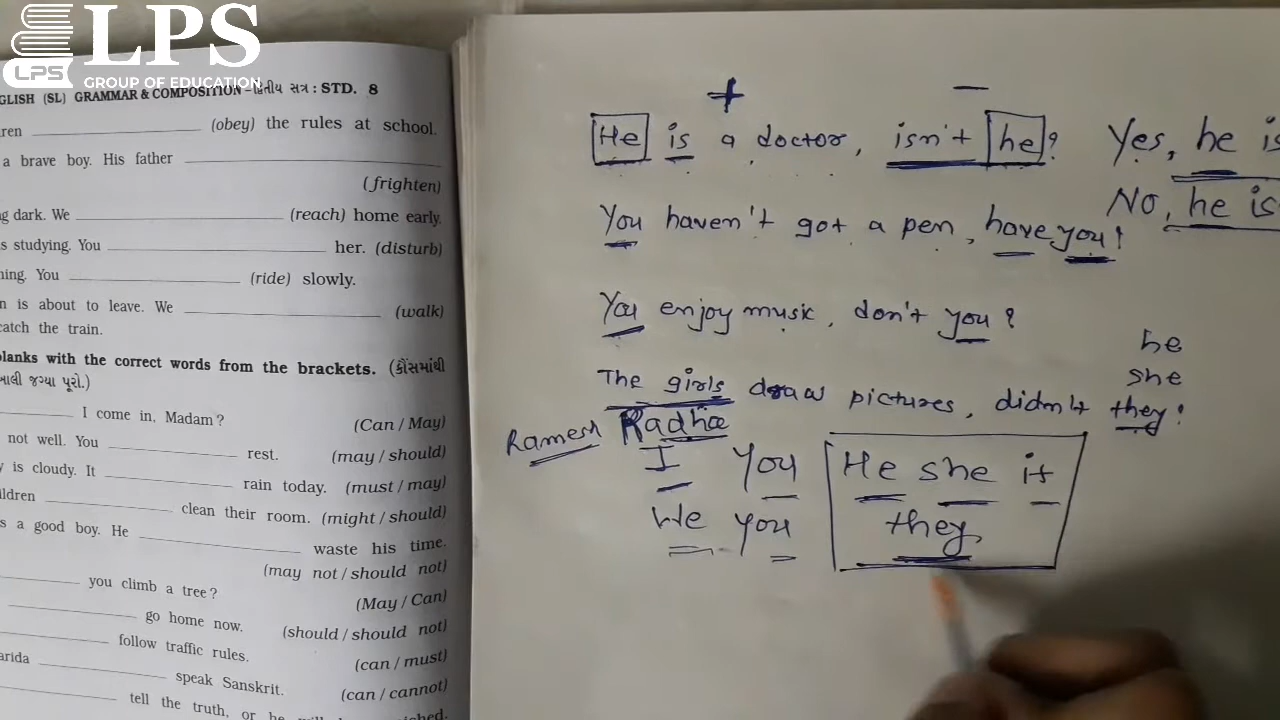 LPS
LPS
GROUP OF EDUCATION
GLISH (SL) GRAMMAR & COMPOSITION - દ્વિતીય સત્ર : STD. 8
ren (obey) the rules at school.
a brave boy. His father
(frighten)
g dark. We (reach) home early.
s studying. You her. (disturb)
ning. You (ride) slowly.
n is about to leave. We (walk)
catch the train.
blanks with the correct words from the brackets. (કૌંસમાંથી
જગ્યા પૂરો.)
I come in, Madam? (Can / May)
not well. You rest. (may / should)
y is cloudy. It rain today. (must / may)
ildren clean their room. (might / should)
s a good boy. He waste his time.
(may not / should not)
you climb a tree? (May / Can)
go home now. (should / should not)
follow traffic rules. (can / must)
arida speak Sanskrit. (can / cannot)
tell the truth, or he
+ —
He is a doctor, isn't he? Yes, he is
No, he is
You haven't got a pen, have you?
You enjoy music, don't you?
he
she
The girls draw pictures, didn't they?
Ramesh Radha
I You He she it
We you they